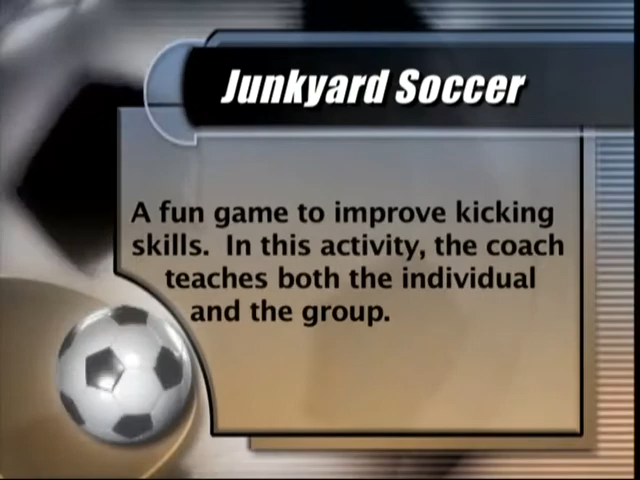 Junkyard Soccer
A fun game to improve kicking
skills. In this activity, the coach
teaches both the individual
and the group.